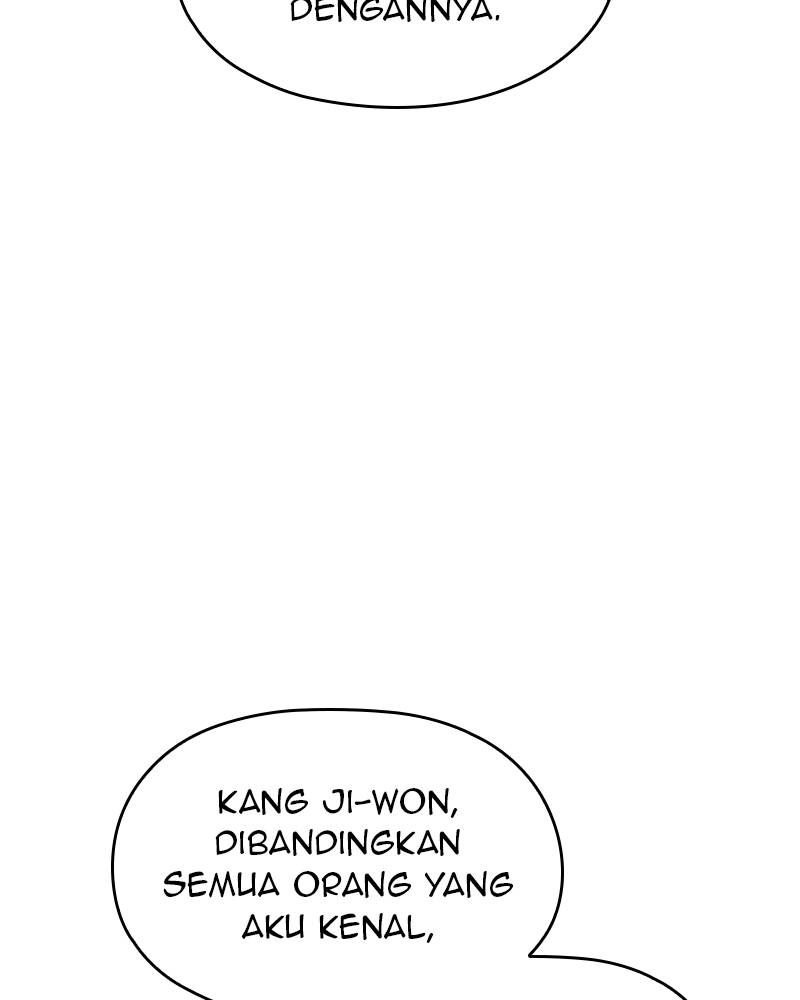 DENGANNYA.
KANG JI-WON,
DIBANDINGKAN
SEMUA ORANG YANG
AKU KENAL,